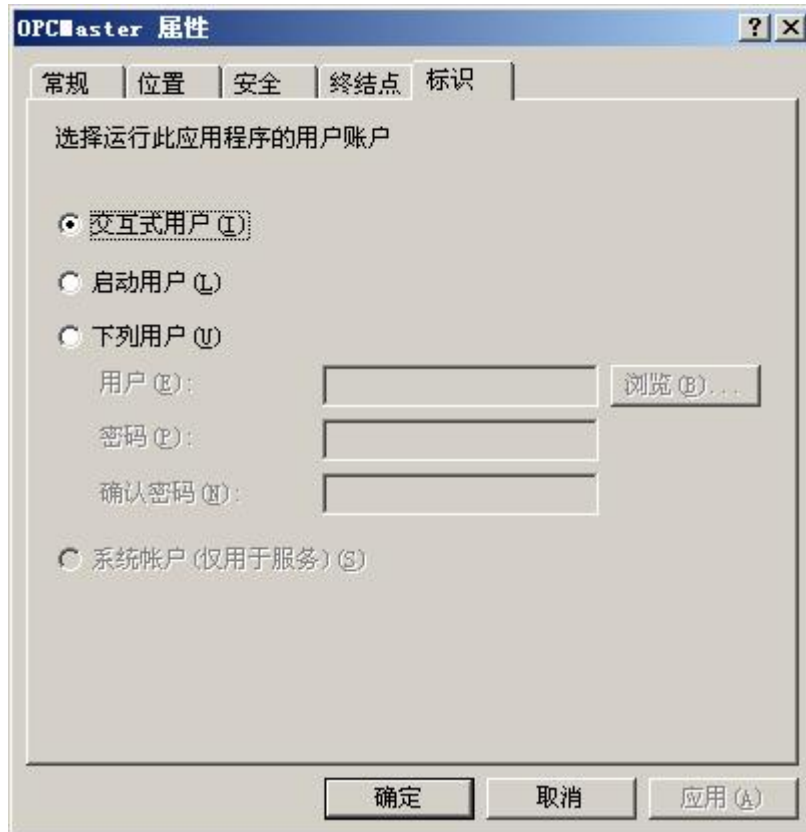 OPCMaster 属性
常规 位置 安全 终结点 标识
选择运行此应用程序的用户账户
交互式用户(I)
启动用户(L)
下列用户(U)
用户(E):
浏览(B)...
密码(P):
确认密码(N):
系统帐户(仅用于服务)(S)
确定 取消 应用(A)